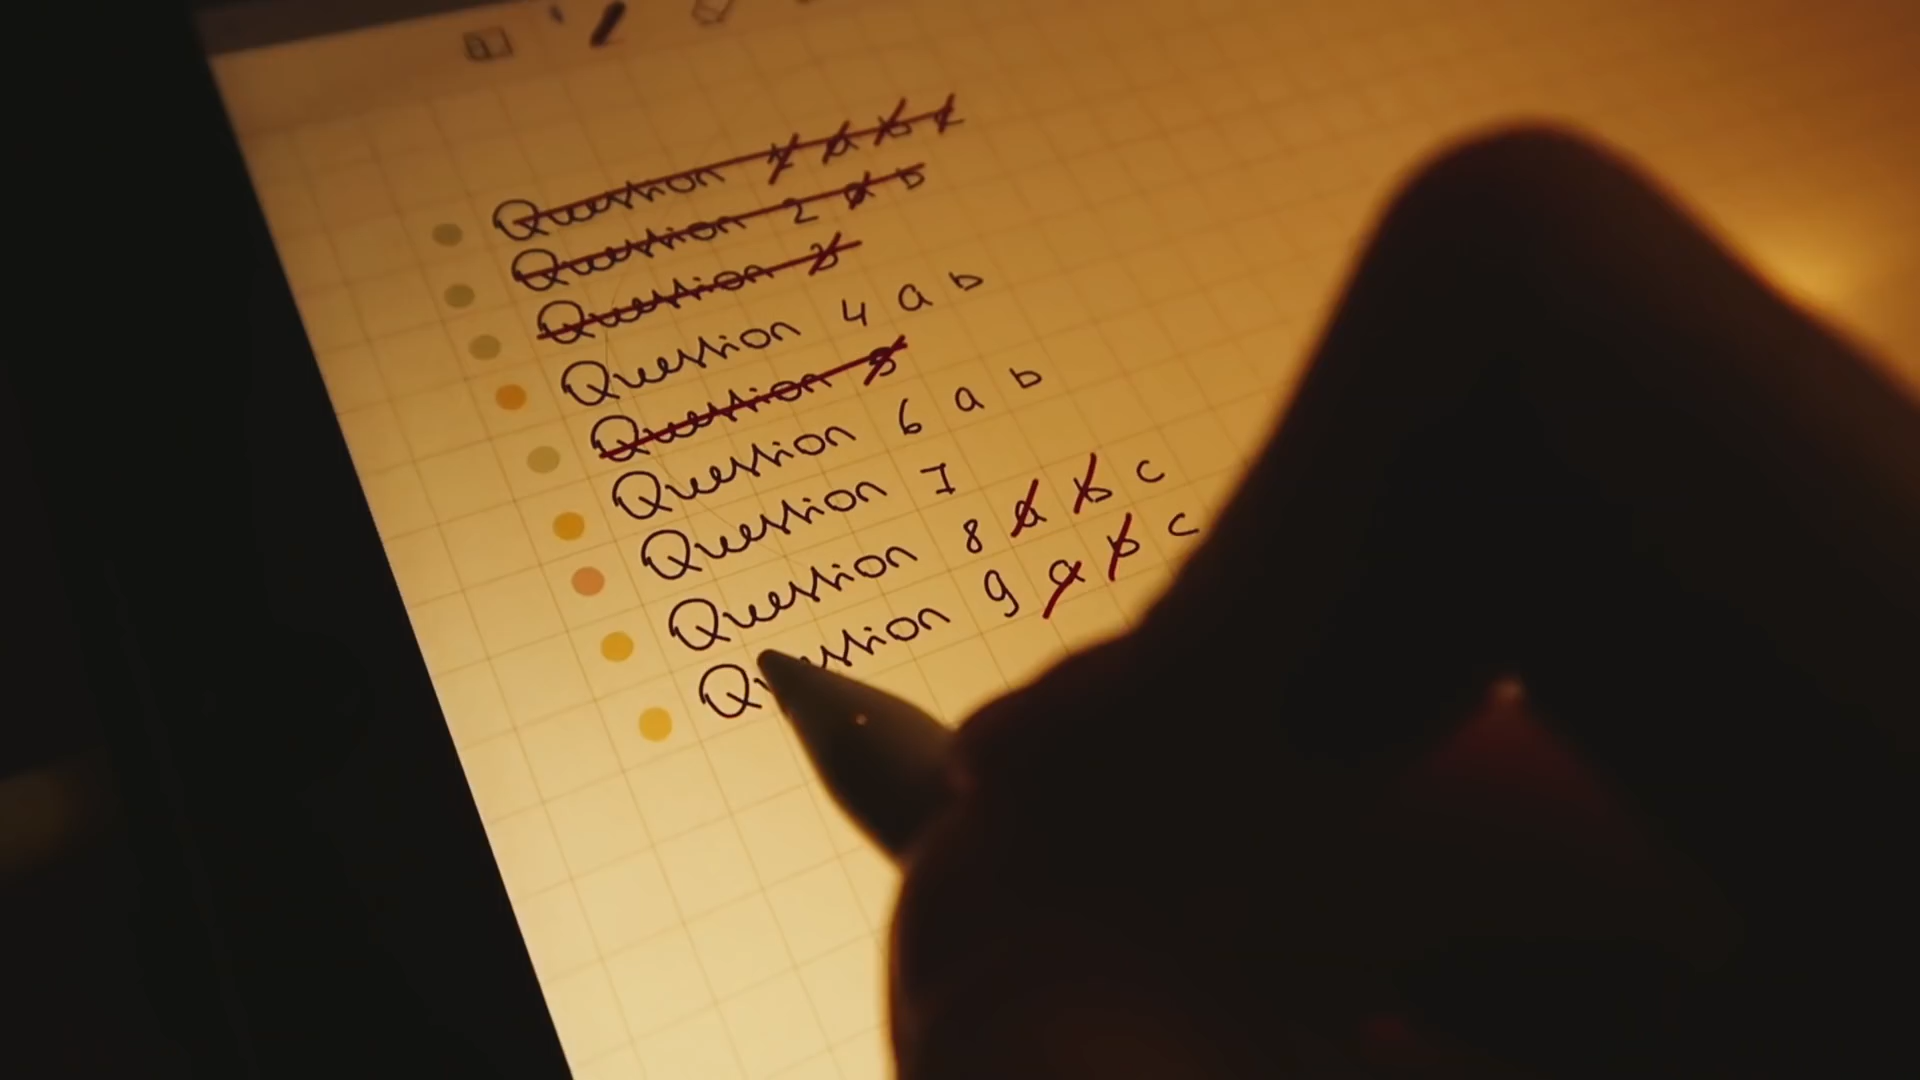 Question 1 a b c
Question 2 a b
Question 3
Question 4 a b
Question 5
Question 6 a b
Question 7
Question 8 a b c
Question 9 a b c